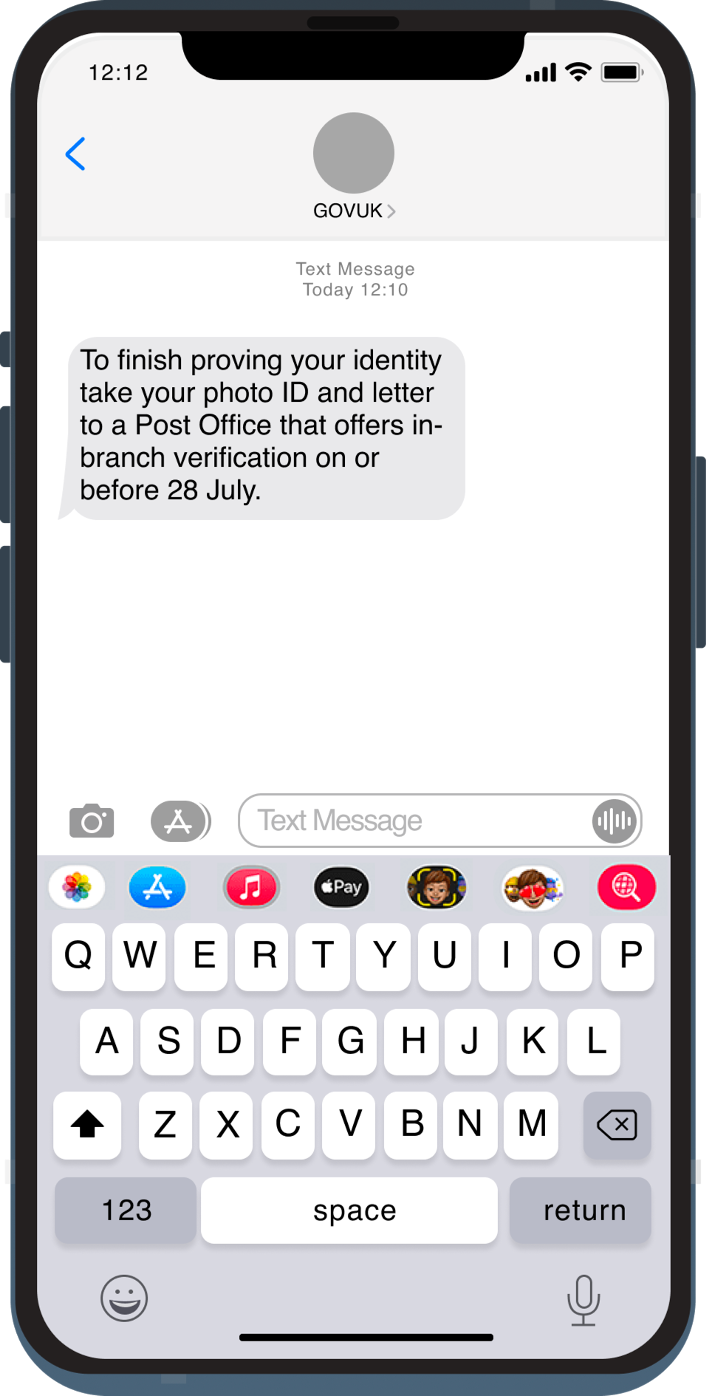 12:12
GOVUK
Text Message
Today 12:10
To finish proving your identity
take your photo ID and letter
to a Post Office that offers in-
branch verification on or
before 28 July.
Text Message
Pay
Q W E R T Y U I O P
A S D F G H J K L
Z X C V B N M
123 space return